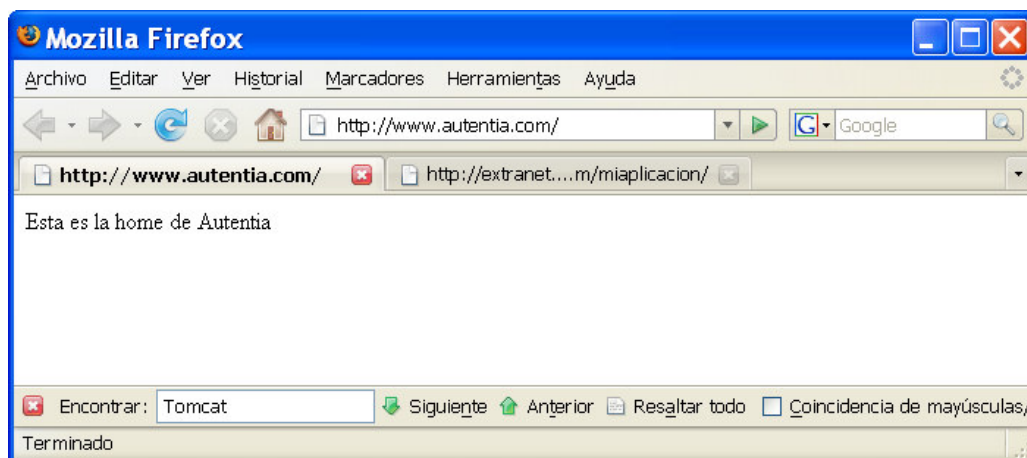 Mozilla Firefox
Archivo Editar Ver Historial Marcadores Herramientas Ayuda
http://www.autentia.com/ G Google
http://www.autentia.com/ http://extranet....m/miaplicacion/
Esta es la home de Autentia
Encontrar: Tomcat Siguiente Anterior Resaltar todo Coincidencia de mayúsculas/
Terminado